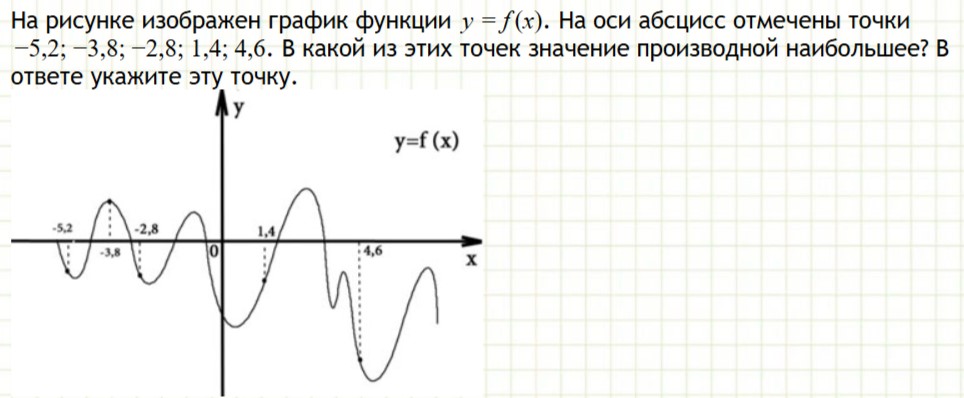 На рисунке изображен график функции y = f(x). На оси абсцисс отмечены точки
−5,2; −3,8; −2,8; 1,4; 4,6. В какой из этих точек значение производной наибольшее? В
ответе укажите эту точку.
y
y=f (x)
-5,2
-2,8
1,4
-3,8
0
4,6
x